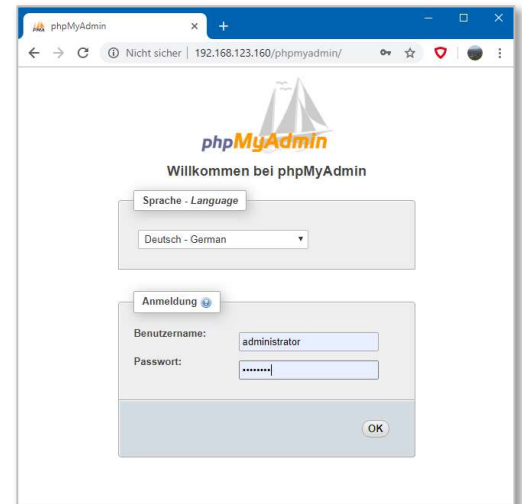 phpMyAdmin
Nicht sicher | 192.168.123.160/phpmyadmin/
phpMyAdmin
Willkommen bei phpMyAdmin
Sprache - Language
Deutsch - German
Anmeldung
Benutzername:
administrator
Passwort:
••••••••
OK